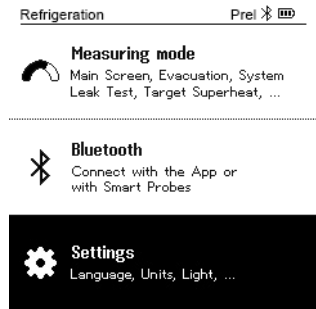 Refrigeration Prel
Measuring mode
Main Screen, Evacuation, System
Leak Test, Target Superheat, ...
Bluetooth
Connect with the App or
with Smart Probes
Settings
Language, Units, Light, ...